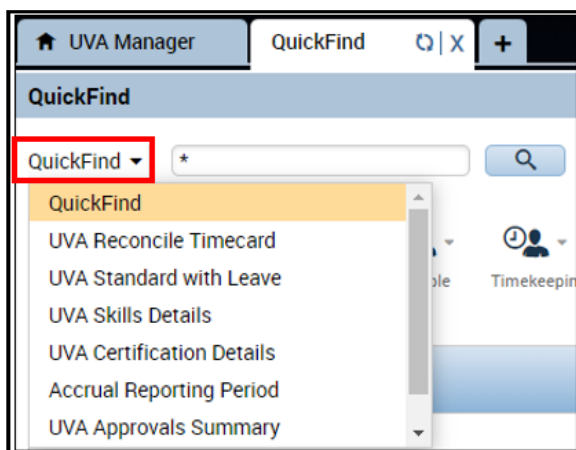 UVA Manager QuickFind X +
QuickFind
QuickFind *
QuickFind
UVA Reconcile Timecard
UVA Standard with Leave
UVA Skills Details
UVA Certification Details
Accrual Reporting Period
UVA Approvals Summary
Timekeepin